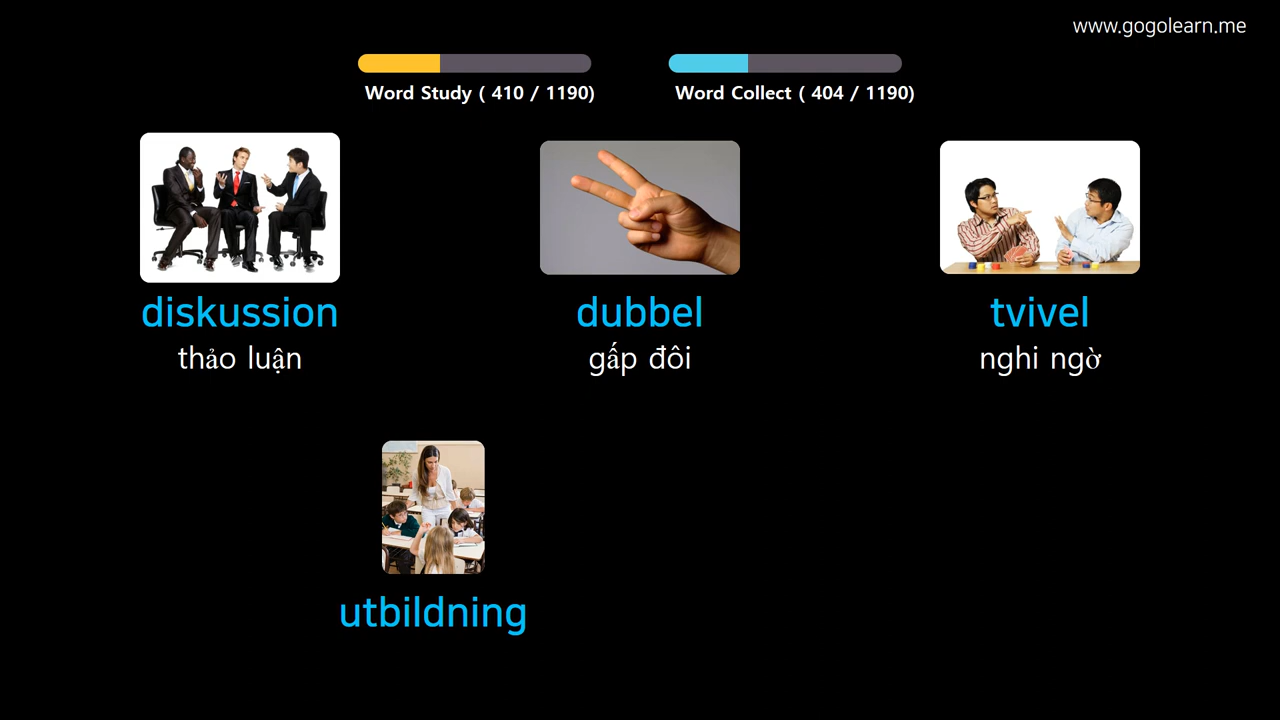 www.gogolearn.me
Word Study ( 410 / 1190)
Word Collect ( 404 / 1190)
diskussion
thảo luận
dubbel
gấp đôi
tvivel
nghi ngờ
utbildning